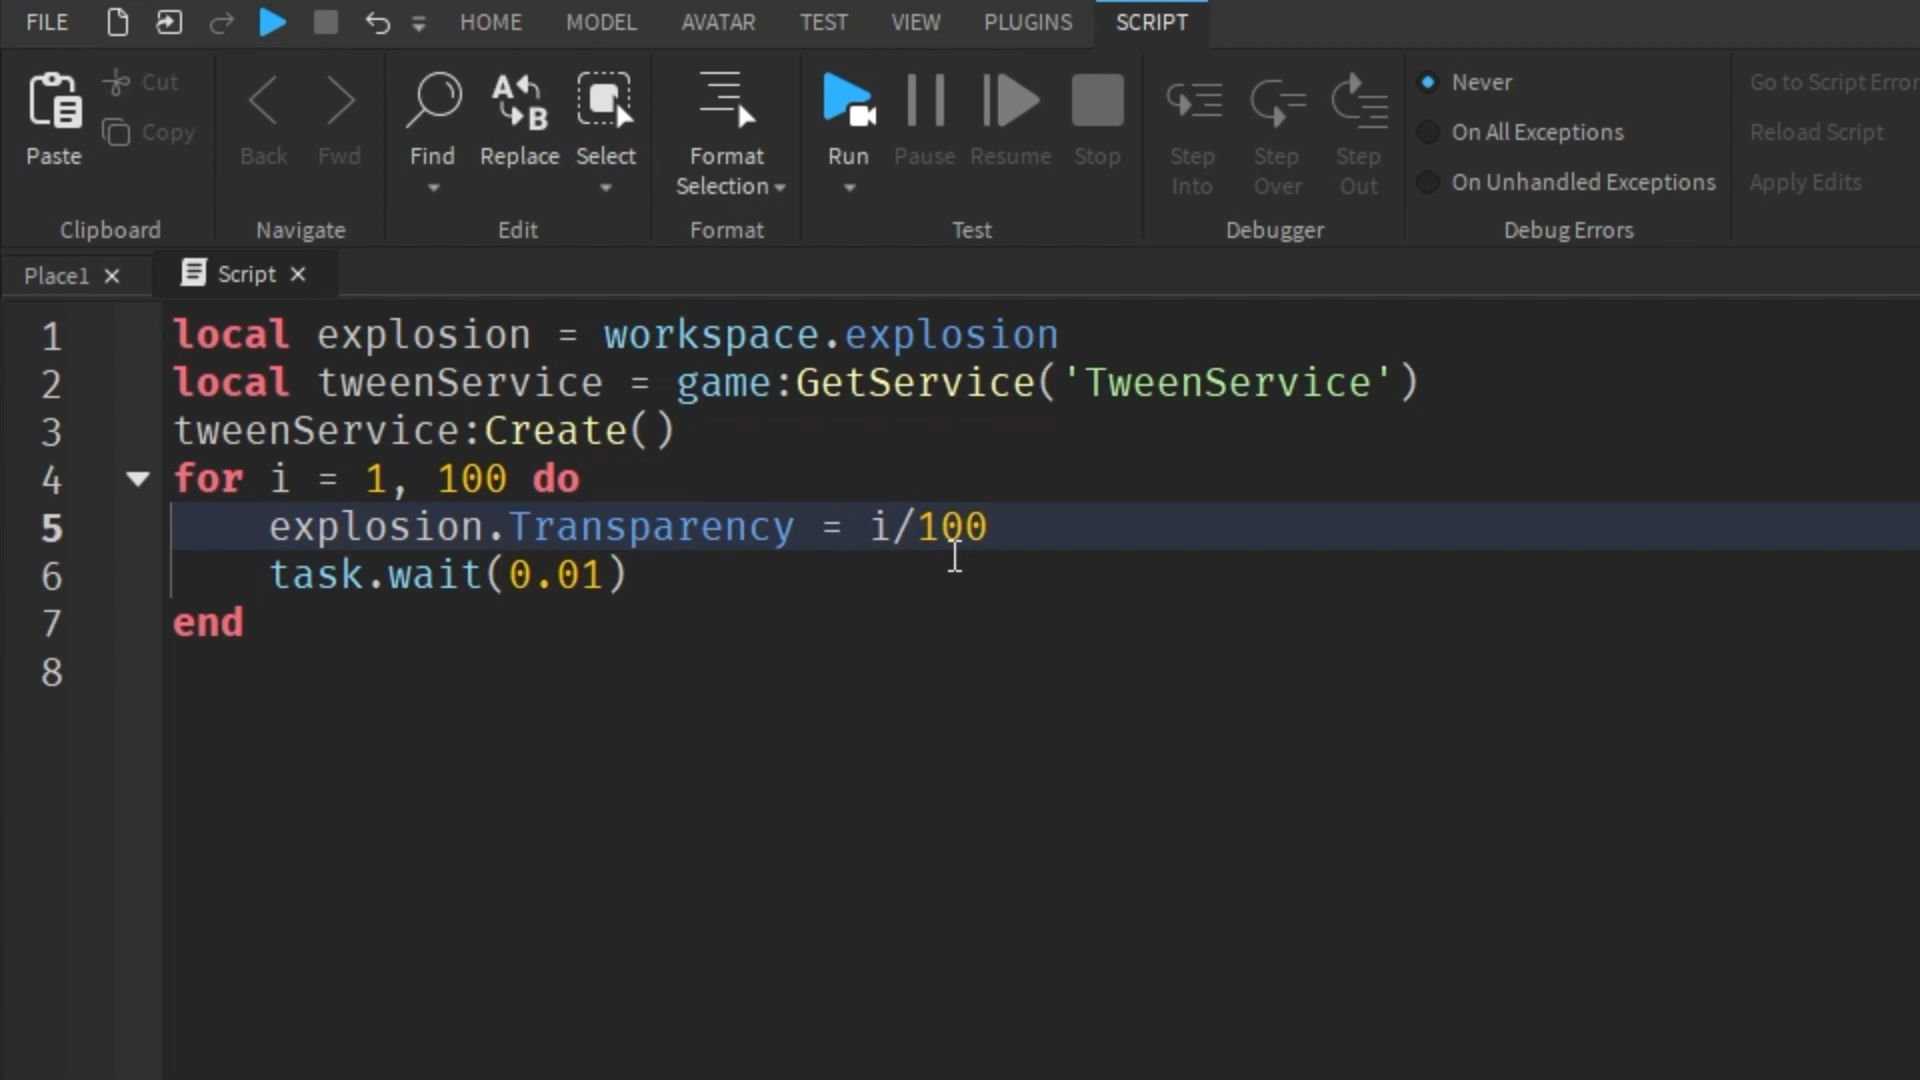 FILE HOME MODEL AVATAR TEST VIEW PLUGINS SCRIPT
Paste
Cut
Copy
Clipboard
Back Fwd
Navigate
Find
Replace
Select
Edit
Format
Selection
Format
Run Pause Resume Stop
Test
Step
Into
Step
Over
Step
Out
Debugger
Never
On All Exceptions
On Unhandled Exceptions
Debug Errors
Go to Script Error
Reload Script
Apply Edits
Place1 Script
1 local explosion = workspace.explosion
2 local tweenService = game:GetService('TweenService')
3 tweenService:Create()
4 for i = 1, 100 do
5 explosion.Transparency = i/100
6 task.wait(0.01)
7 end
8